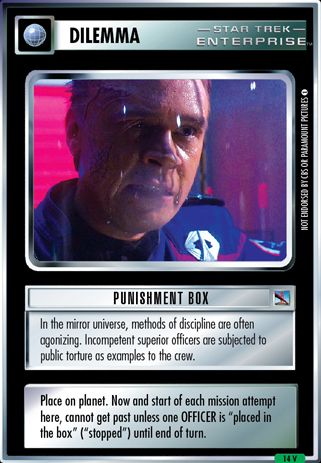 DILEMMA
STAR TREK
ENTERPRISE™
NOT ENDORSED BY CBS OR PARAMOUNT PICTURES
PUNISHMENT BOX
In the mirror universe, methods of discipline are often
agonizing. Incompetent superior officers are subjected to
public torture as examples to the crew.
Place on planet. Now and start of each mission attempt
here, cannot get past unless one OFFICER is “placed in
the box” (“stopped”) until end of turn.
14 V